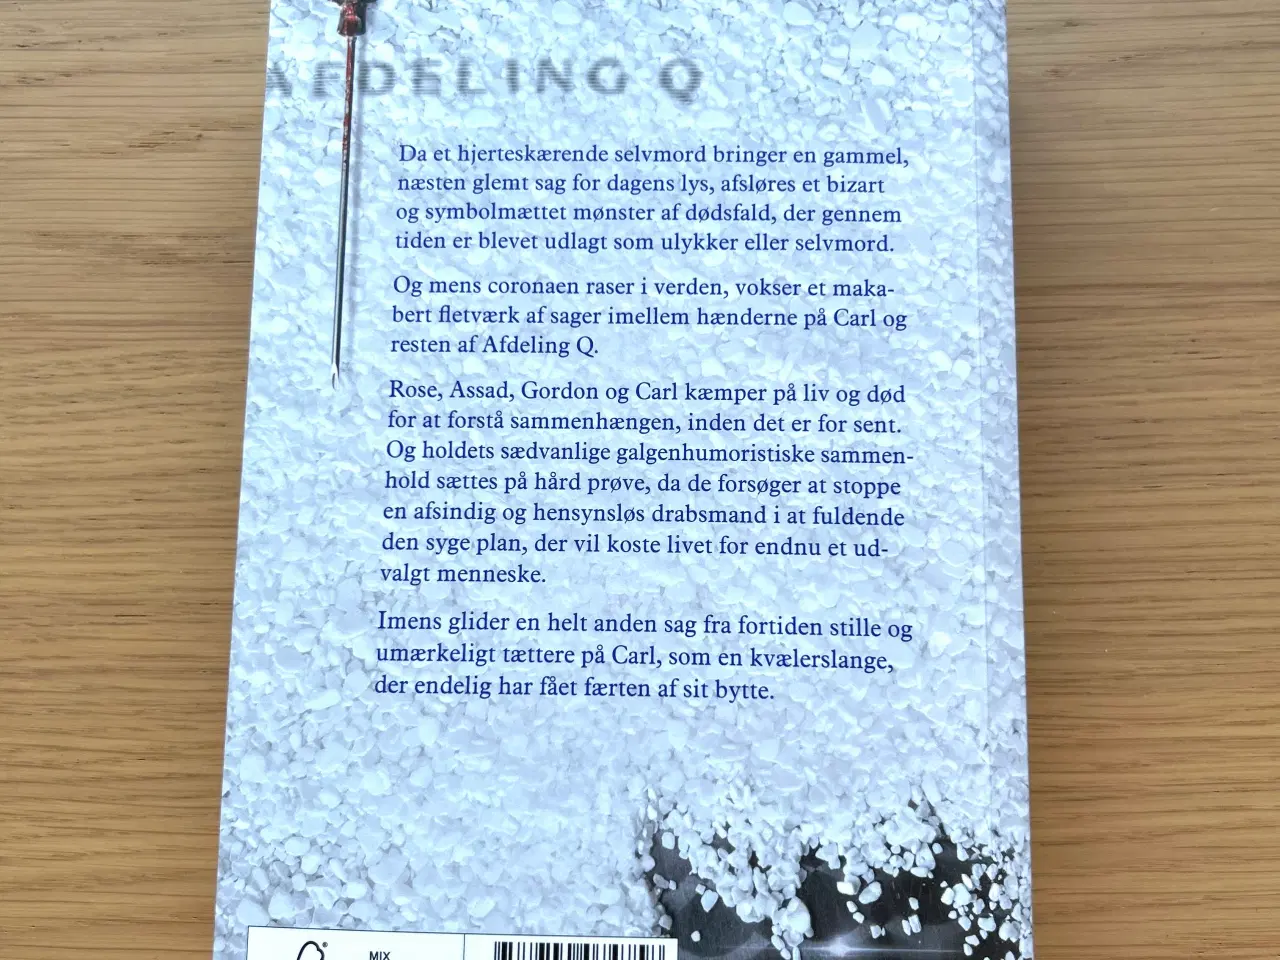 AFDELING Q
Da et hjerteskærende selvmord bringer en gammel,
næsten glemt sag for dagens lys, afsløres et bizart
og symbolmættet mønster af dødsfald, der gennem
tiden er blevet udlagt som ulykker eller selvmord.
Og mens coronaen raser i verden, vokser et maka-
bert fletværk af sager imellem hænderne på Carl og
resten af Afdeling Q.
Rose, Assad, Gordon og Carl kæmper på liv og død
for at forstå sammenhængen, inden det er for sent.
Og holdets sædvanlige galgenhumoristiske sammen-
hold sættes på hård prøve, da de forsøger at stoppe
en afsindig og hensynsløs drabsmand i at fuldende
den syge plan, der vil koste livet for endnu et ud-
valgt menneske.
Imens glider en helt anden sag fra fortiden stille og
umærkeligt tættere på Carl, som en kvælerslange,
der endelig har fået færten af sit bytte.
® MIX